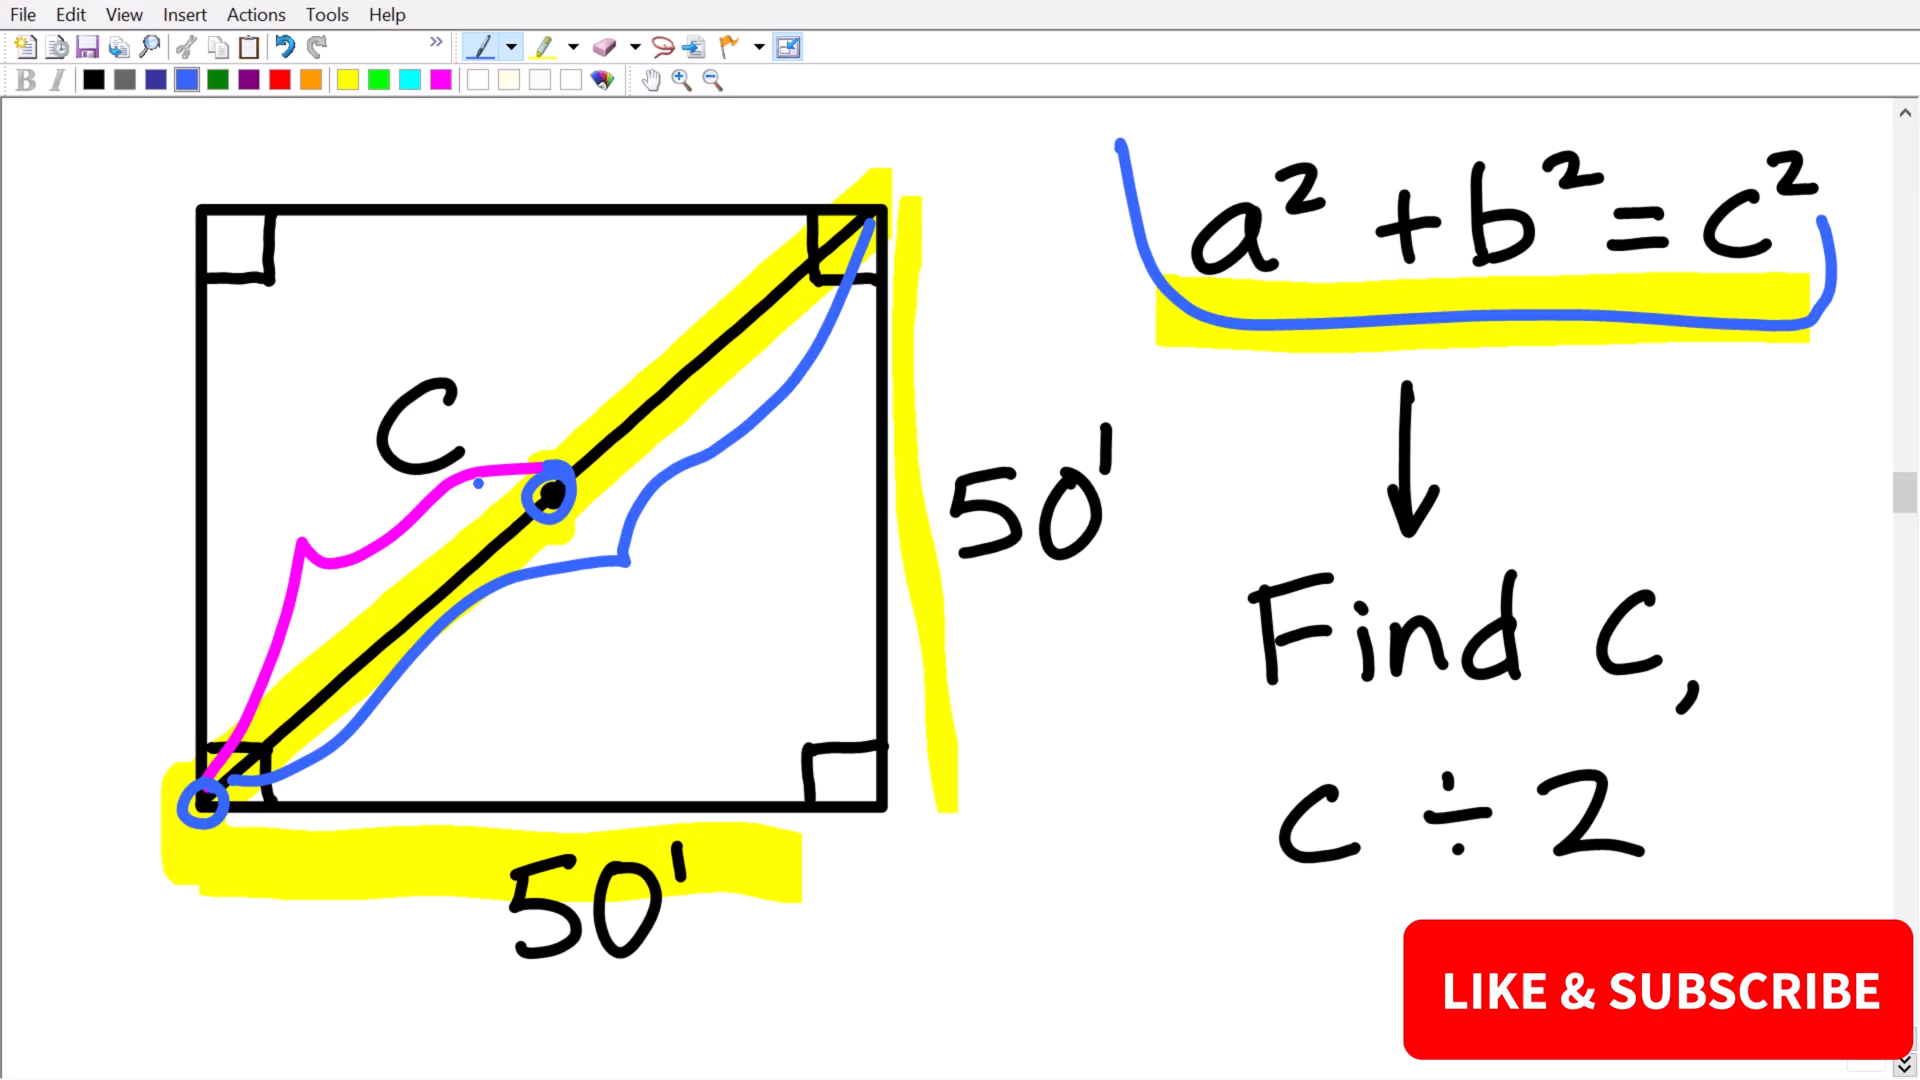 File Edit View Insert Actions Tools Help
B I
a² + b² = c²
C
50'
Find c,
c ÷ 2
50'
LIKE & SUBSCRIBE